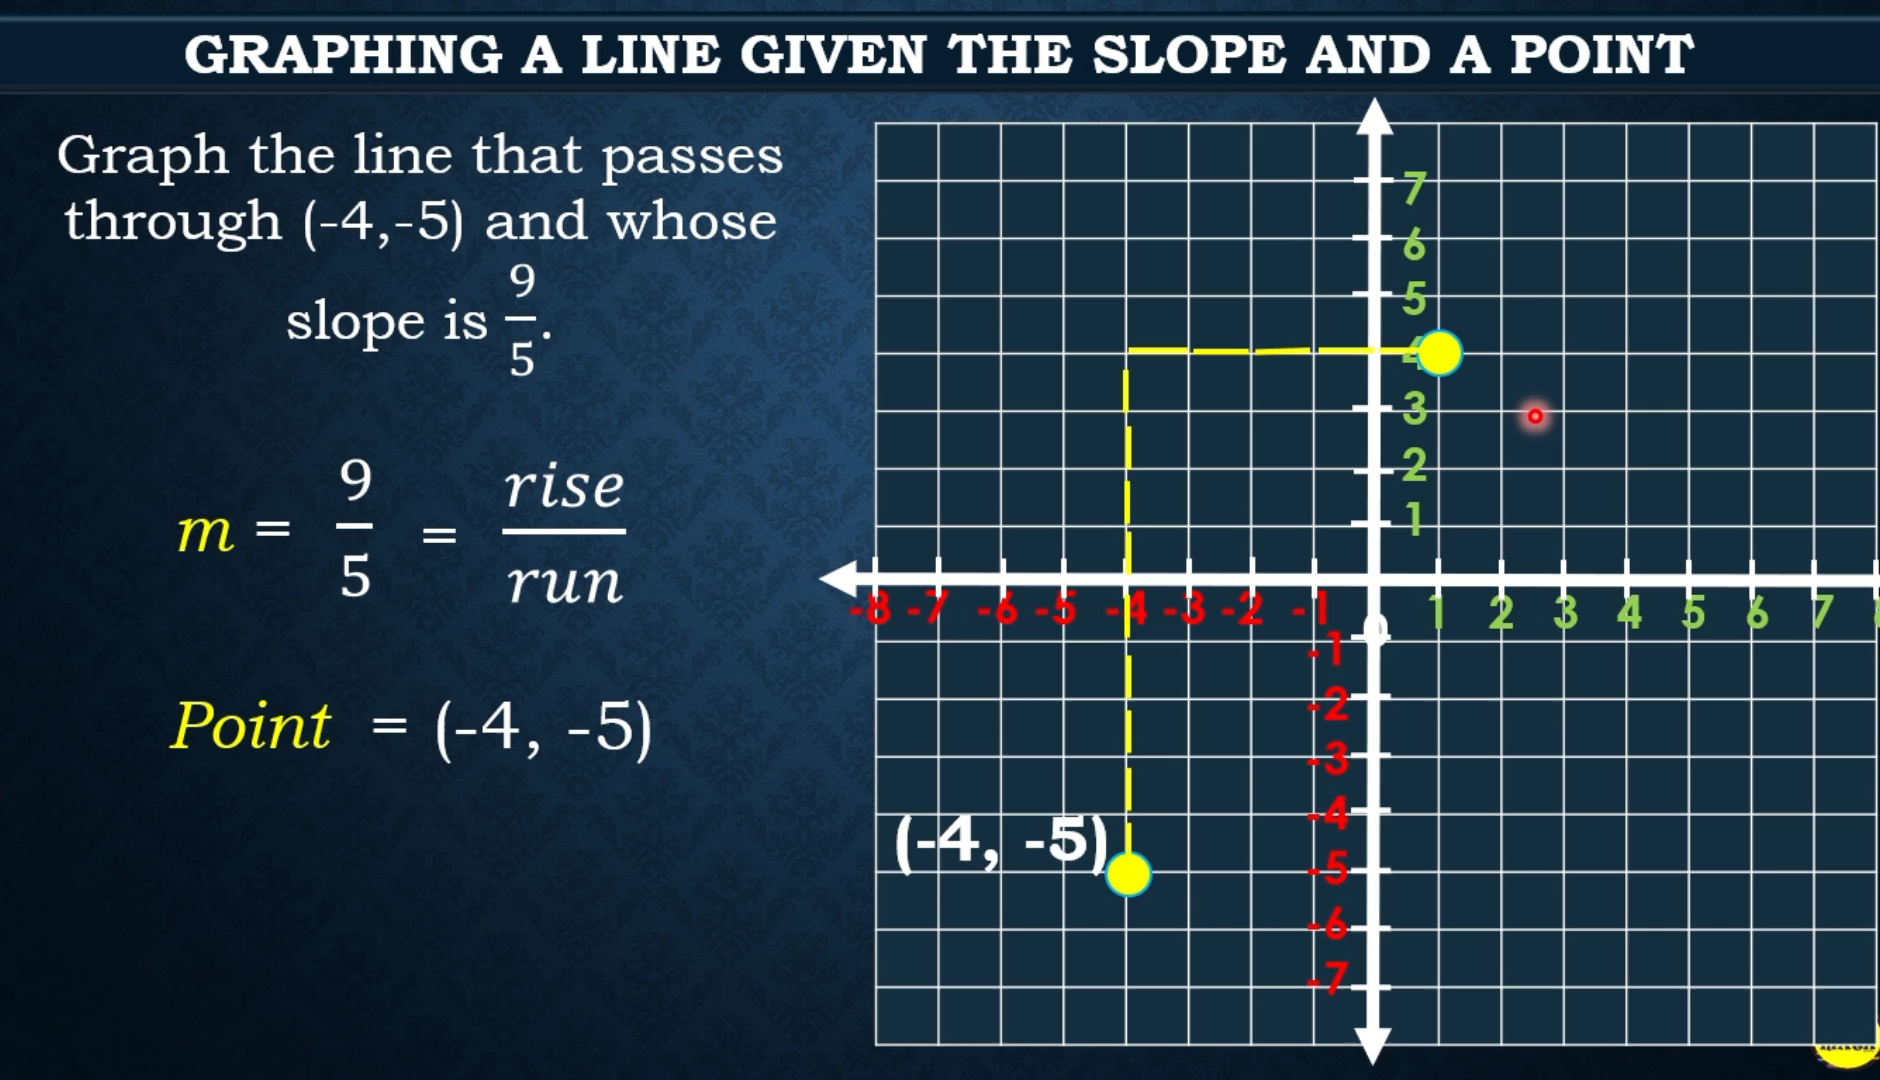 GRAPHING A LINE GIVEN THE SLOPE AND A POINT
Graph the line that passes
through (-4,-5) and whose
slope is 9/5.
m = 9/5 = rise/run
Point = (-4, -5)
7
6
5
4
3
2
1
-8 -7 -6 -5 -4 -3 -2 -1 0 1 2 3 4 5 6 7
-1
-2
-3
(-4, -5)
-4
-5
-6
-7